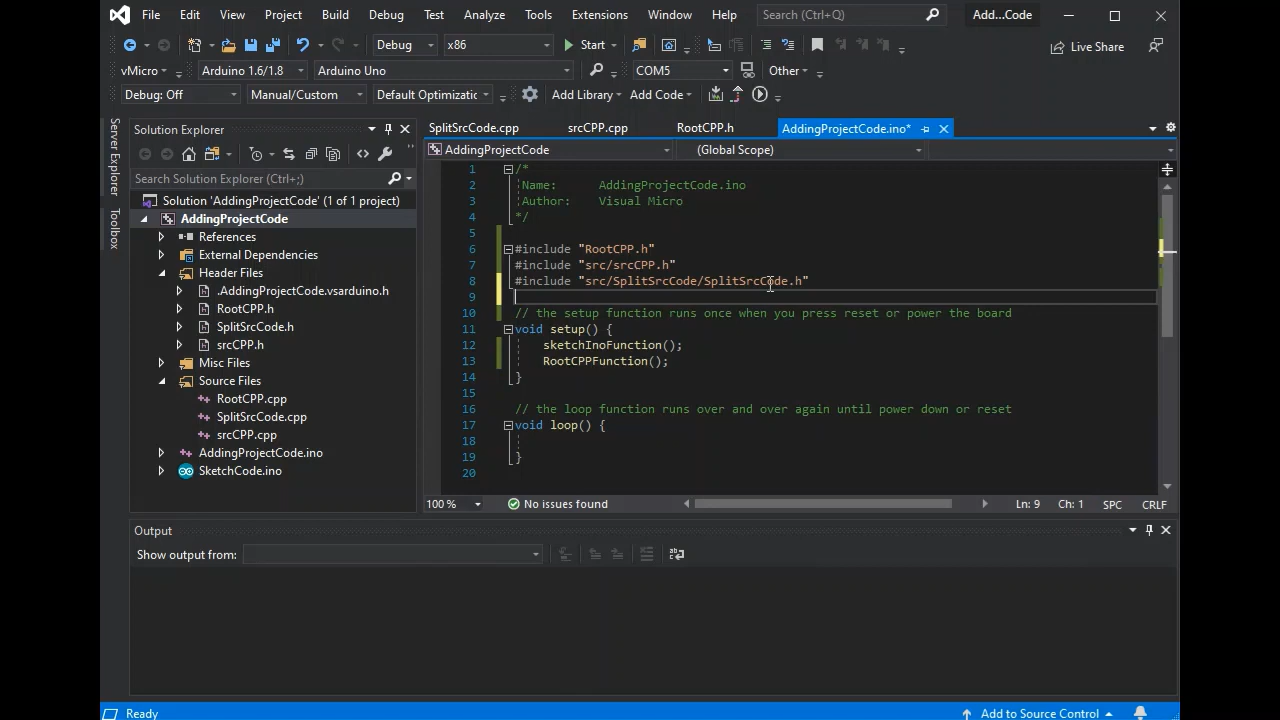 File Edit View Project Build Debug Test Analyze Tools Extensions Window Help Search (Ctrl+Q) Add...Code
Debug x86 Start Live Share
vMicro Arduino 1.6/1.8 Arduino Uno COM5 Other
Debug: Off Manual/Custom Default Optimizatic Add Library Add Code
Server Explorer
Toolbox
Solution Explorer
Search Solution Explorer (Ctrl+;)
Solution 'AddingProjectCode' (1 of 1 project)
AddingProjectCode
References
External Dependencies
Header Files
.AddingProjectCode.vsarduino.h
RootCPP.h
SplitSrcCode.h
srcCPP.h
Misc Files
Source Files
RootCPP.cpp
SplitSrcCode.cpp
srcCPP.cpp
AddingProjectCode.ino
SketchCode.ino
SplitSrcCode.cpp srcCPP.cpp RootCPP.h AddingProjectCode.ino*
AddingProjectCode (Global Scope)
1 /*
2 Name: AddingProjectCode.ino
3 Author: Visual Micro
4 */
5
6 #include "RootCPP.h"
7 #include "src/srcCPP.h"
8 #include "src/SplitSrcCode/SplitSrcCode.h"
9
10 // the setup function runs once when you press reset or power the board
11 void setup() {
12 sketchInoFunction();
13 RootCPPFunction();
14 }
15
16 // the loop function runs over and over again until power down or reset
17 void loop() {
18
19 }
20
100 % No issues found Ln: 9 Ch: 1 SPC CRLF
Output
Show output from:
Ready Add to Source Control